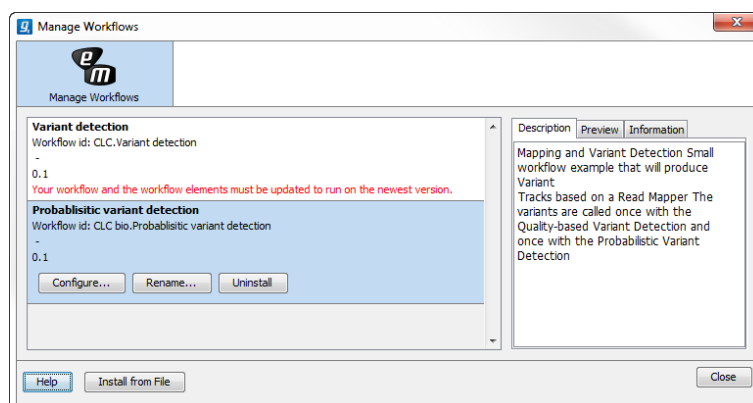 Manage Workflows
Manage Workflows
Variant detection
Workflow id: CLC.Variant detection
-
0.1
Your workflow and the workflow elements must be updated to run on the newest version.
Probablisitic variant detection
Workflow id: CLC bio.Probablisitic variant detection
-
0.1
Configure... Rename... Uninstall
Description Preview Information
Mapping and Variant Detection Small
workflow example that will produce
Variant
Tracks based on a Read Mapper The
variants are called once with the
Quality-based Variant Detection and
once with the Probabilistic Variant
Detection
Help Install from File Close